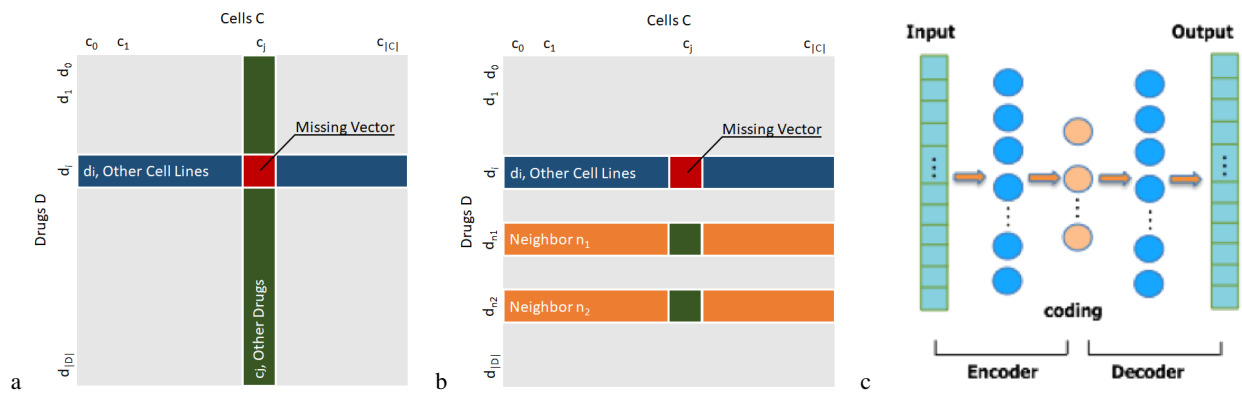 Cells C
c0 c1 cj c|C|
d0
d1
di
d|D|
Drugs D
Missing Vector
di, Other Cell Lines
cj, Other Drugs
a
Cells C
c0 c1 cj c|C|
d0
d1
di
dn1
dn2
d|D|
Drugs D
Missing Vector
di, Other Cell Lines
Neighbor n1
Neighbor n2
b
Input Output
coding
Encoder Decoder
c